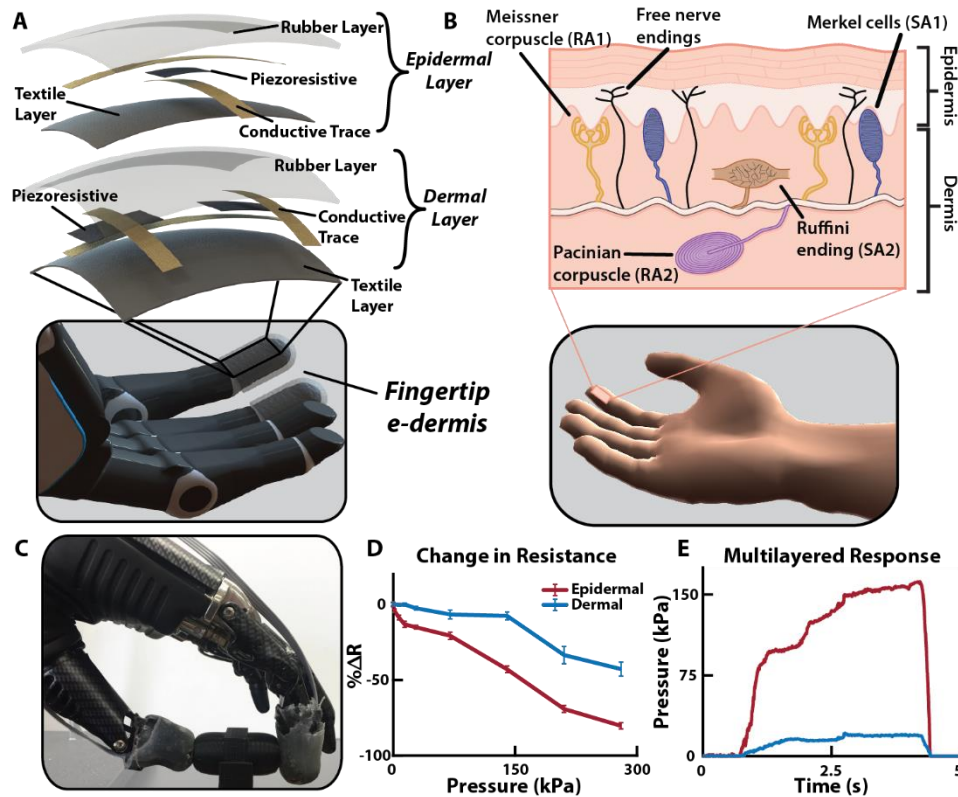 A
Rubber Layer
Piezoresistive
Textile
Layer
Conductive Trace
Epidermal
Layer
Rubber Layer
Piezoresistive
Conductive
Trace
Dermal
Layer
Textile
Layer
Fingertip
e-dermis
B
Meissner
corpuscle (RA1)
Free nerve
endings
Merkel cells (SA1)
Epidermis
Dermis
Pacinian
corpuscle (RA2)
Ruffini
ending (SA2)
C
D
Change in Resistance
Epidermal
Dermal
%ΔR
0
-50
-100
0
150
300
Pressure (kPa)
E
Multilayered Response
Pressure (kPa)
150
75
0
0
2.5
5
Time (s)